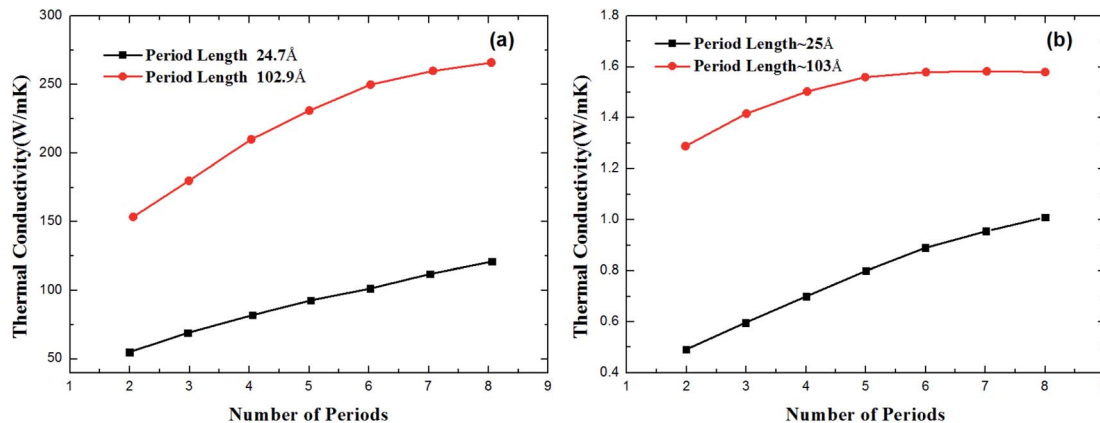 (a)
Period Length 24.7Å
Period Length 102.9Å
Thermal Conductivity(W/mK)
300
250
200
150
100
50
1 2 3 4 5 6 7 8 9
Number of Periods
(b)
Period Length~25Å
Period Length~103Å
Thermal Conductivity(W/mK)
1.8
1.6
1.4
1.2
1.0
0.8
0.6
0.4
1 2 3 4 5 6 7 8
Number of Periods